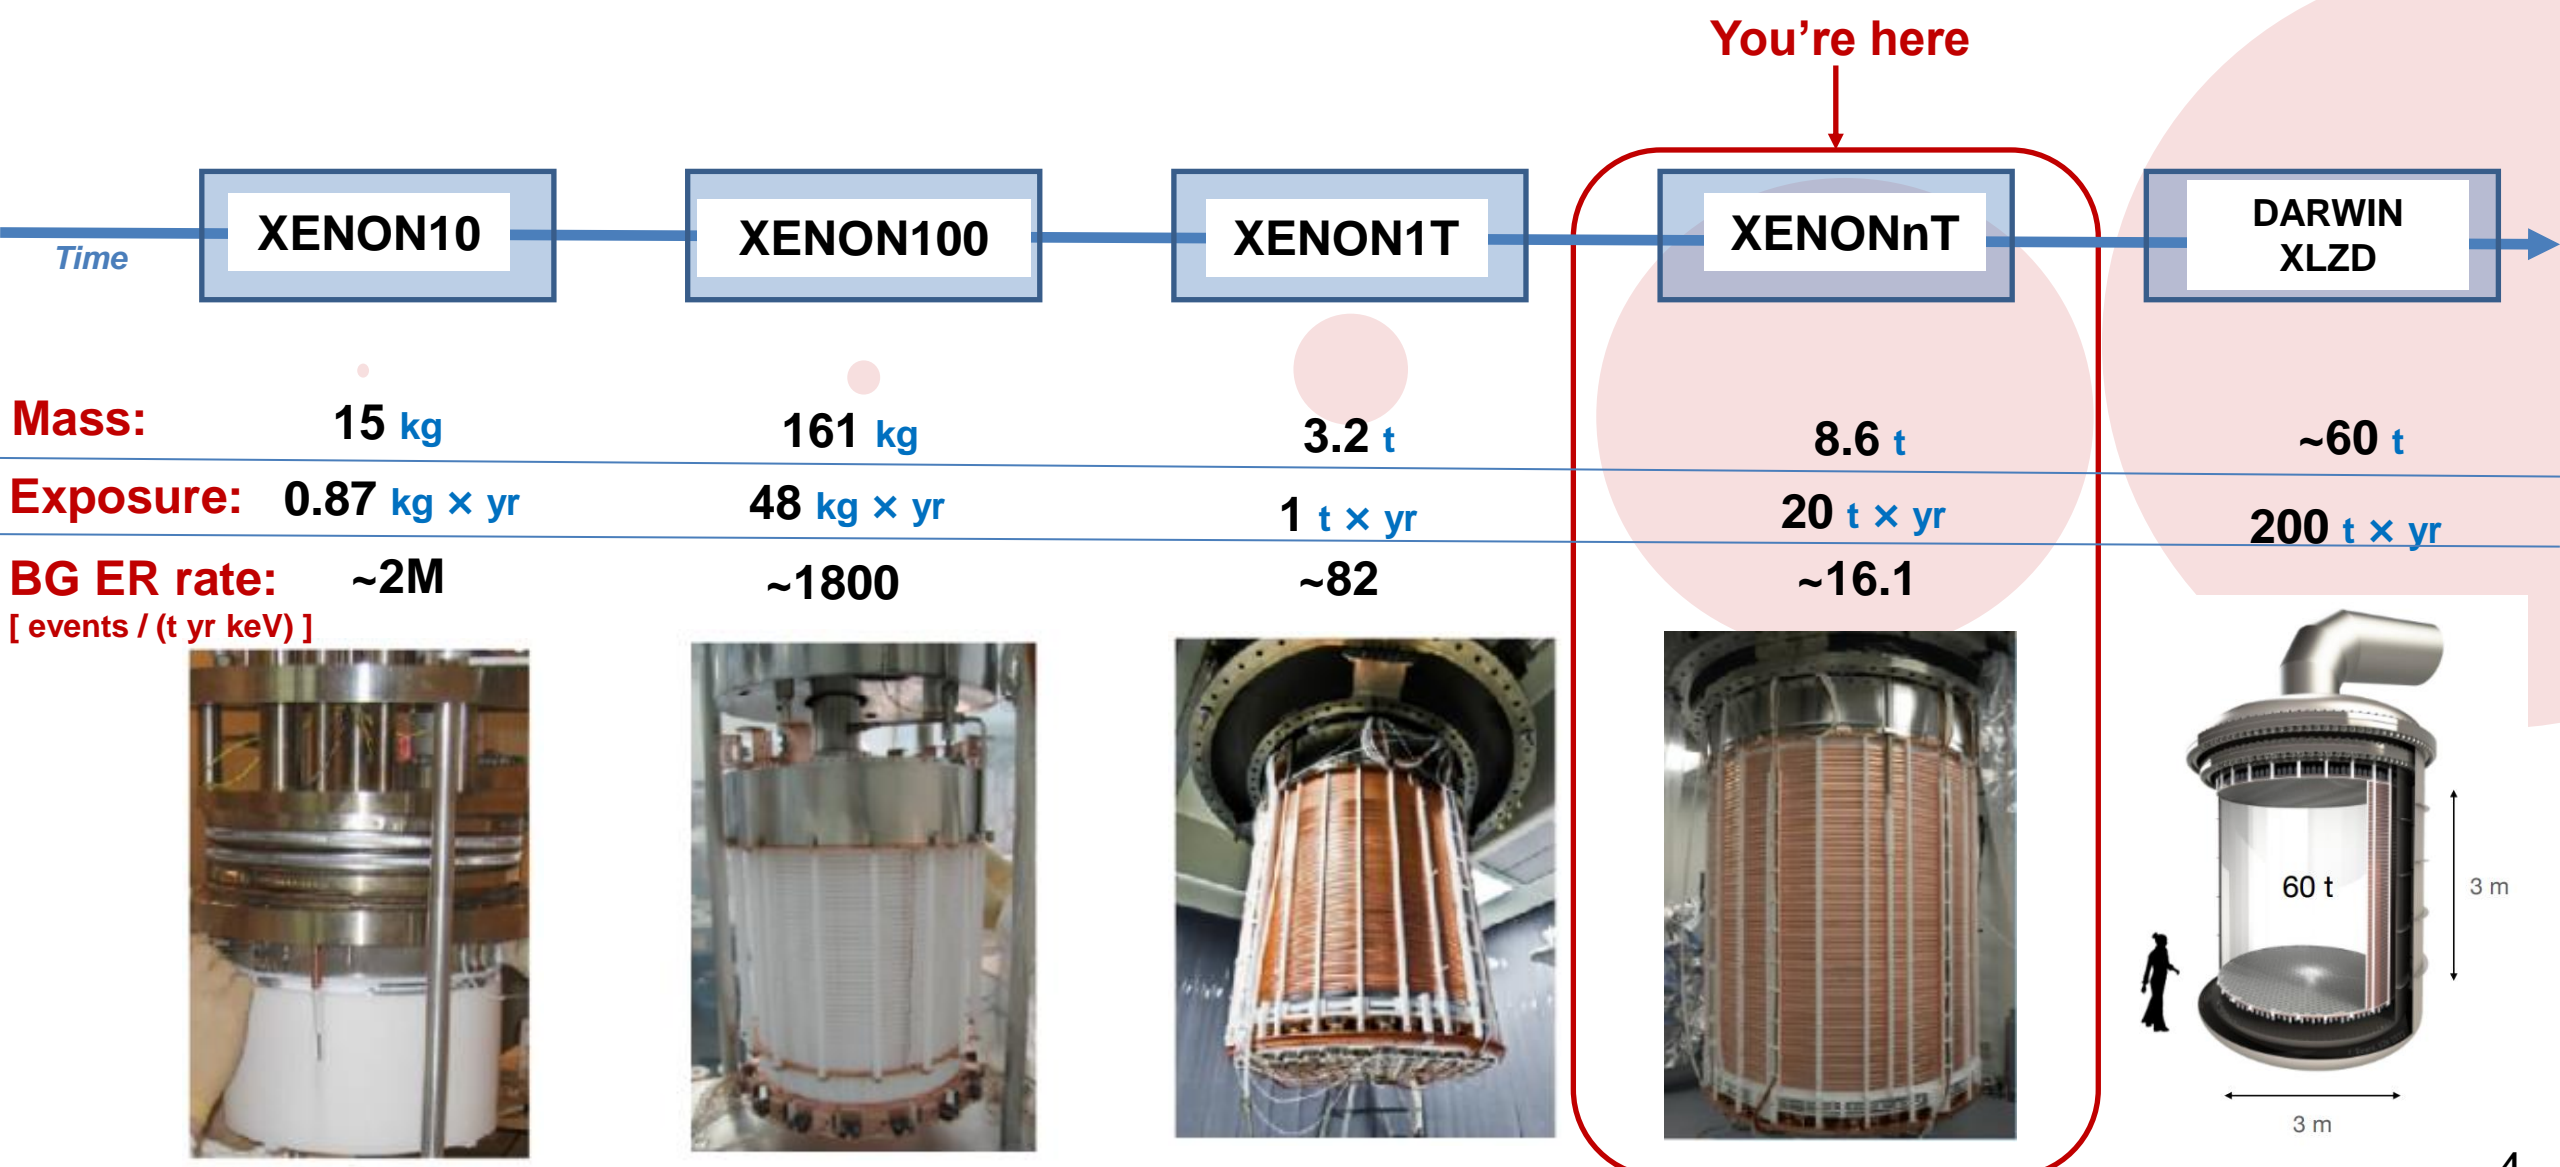 You’re here
Time
XENON10
XENON100
XENON1T
XENONnT
DARWIN
XLZD
Mass: 15 kg 161 kg 3.2 t 8.6 t ~60 t
Exposure: 0.87 kg × yr 48 kg × yr 1 t × yr 20 t × yr 200 t × yr
BG ER rate: ~2M ~1800 ~82 ~16.1
[ events / (t yr keV) ]
60 t
3 m
3 m
4